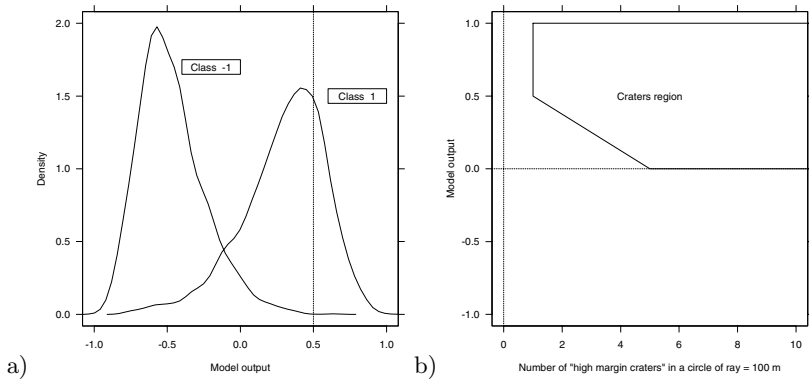 2.0
1.5
1.0
0.5
0.0
Density
Class -1
Class 1
-1.0 -0.5 0.0 0.5 1.0
Model output
a)
1.0
0.5
0.0
-0.5
-1.0
Model output
Craters region
0 2 4 6 8 10
Number of "high margin craters" in a circle of ray = 100 m
b)